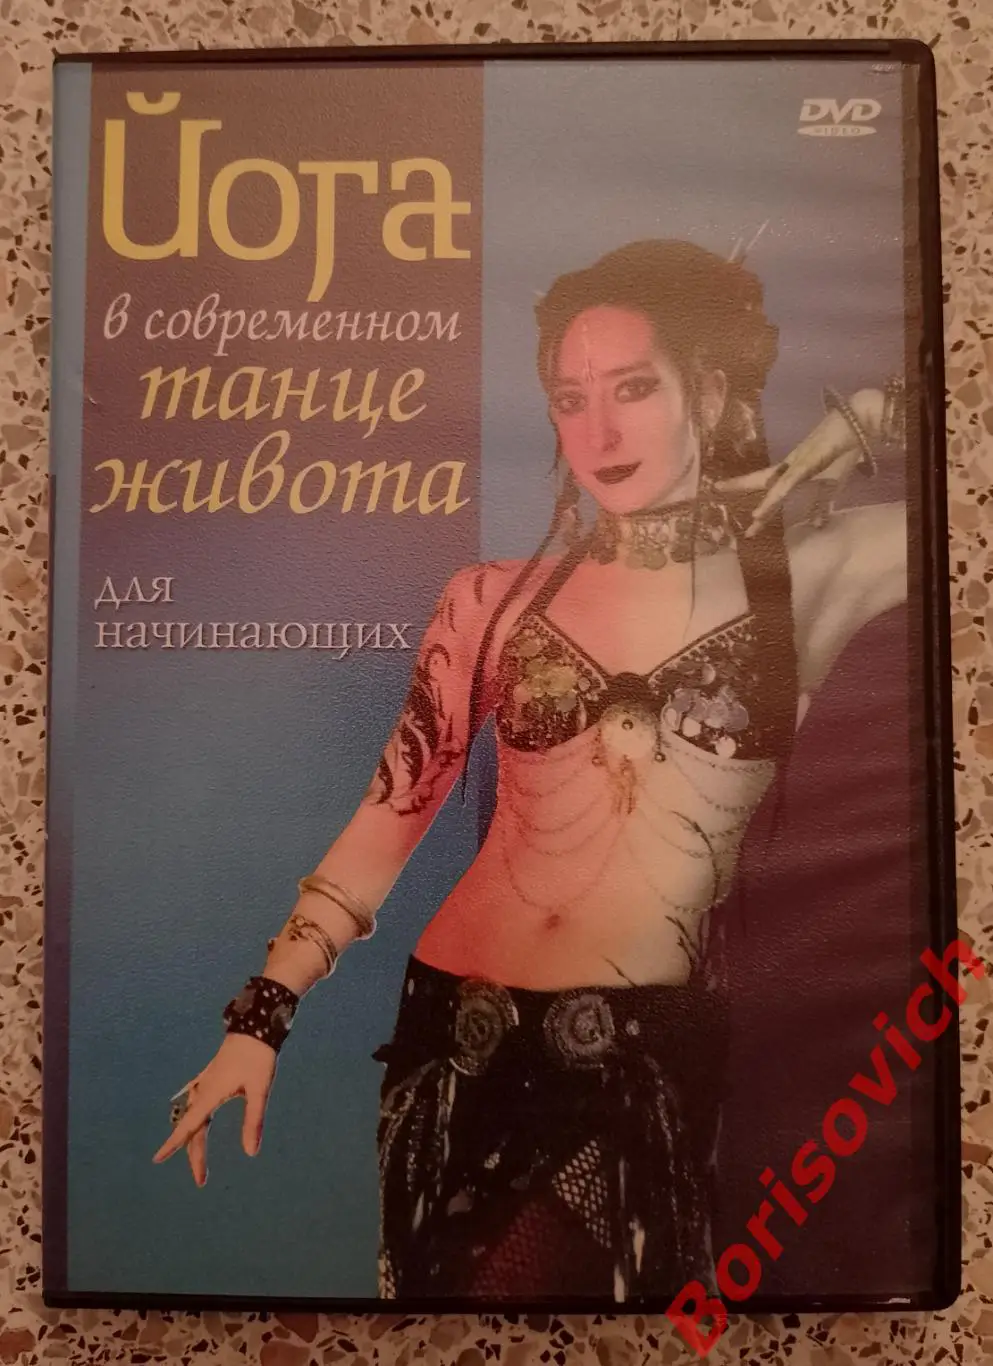 Йога
в современном
танце
живота
для
начинающих
DVD
VIDEO
Borisovich